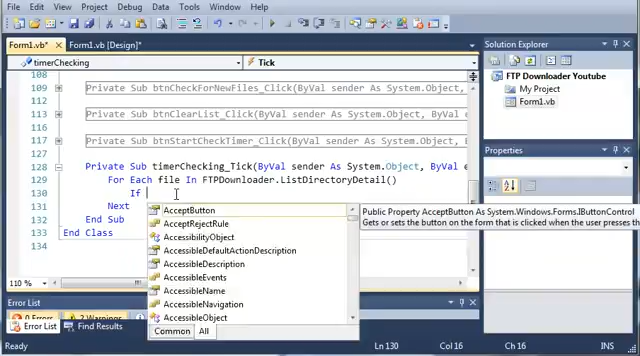 File Edit View Project Build Debug Data Tools Window Help
Form1.vb* Form1.vb [Design]*
timerChecking Tick
108
109 Private Sub btnCheckForNewFiles_Click(ByVal sender As System.Object,
112
113 Private Sub btnClearList_Click(ByVal sender As System.Object,
116
117 Private Sub btnStartCheckTimer_Click(ByVal sender As System.Object,
127
128 Private Sub timerChecking_Tick(ByVal sender As System.Object, ByVal e
129 For Each file In FTPDownloader.ListDirectoryDetail()
130 If
131 Next
132 End Sub
133 End Class
134
AcceptButton
AcceptRejectRule
AccessibilityObject
AccessibleDefaultActionDescription
AccessibleDescription
AccessibleEvents
AccessibleName
AccessibleNavigation
AccessibleObject
Common All
Public Property AcceptButton As System.Windows.Forms.IButtonControl
Gets or sets the button on the form that is clicked when the user presses the
Solution Explorer
FTP Downloader Youtube
My Project
Form1.vb
Properties
110 %
Error List
0 Errors 2 Warnings
Error List Find Results
Ln 130 Col 16 Ch 16 INS